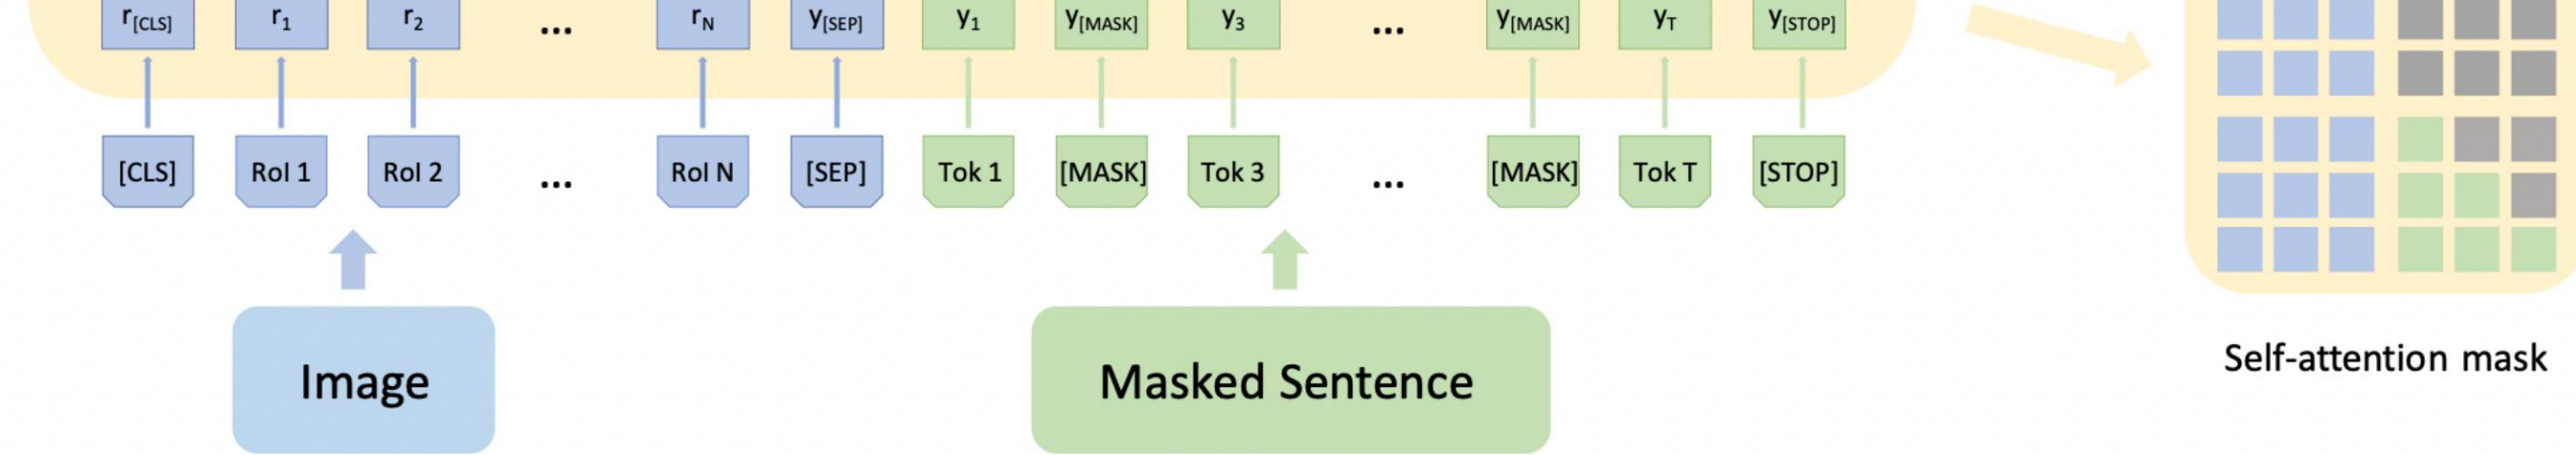 r[CLS] r1 r2 ... rN y[SEP] y1 y[MASK] y3 ... y[MASK] yT y[STOP]
[CLS] RoI 1 RoI 2 ... RoI N [SEP] Tok 1 [MASK] Tok 3 ... [MASK] Tok T [STOP]
Image Masked Sentence
Self-attention mask